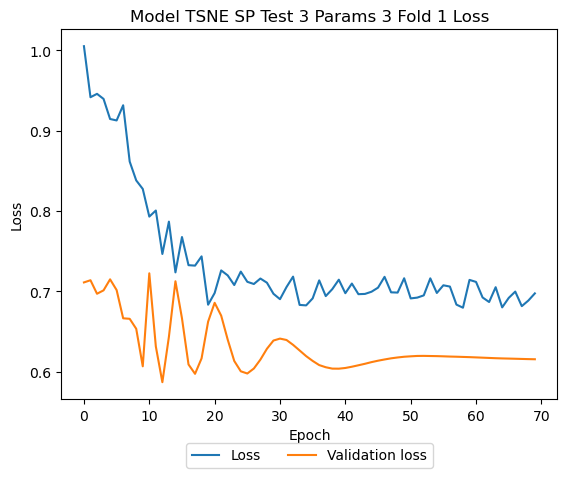 Model TSNE SP Test 3 Params 3 Fold 1 Loss
1.0
0.9
0.8
0.7
0.6
Loss
0 10 20 30 40 50 60 70
Epoch
Loss Validation loss